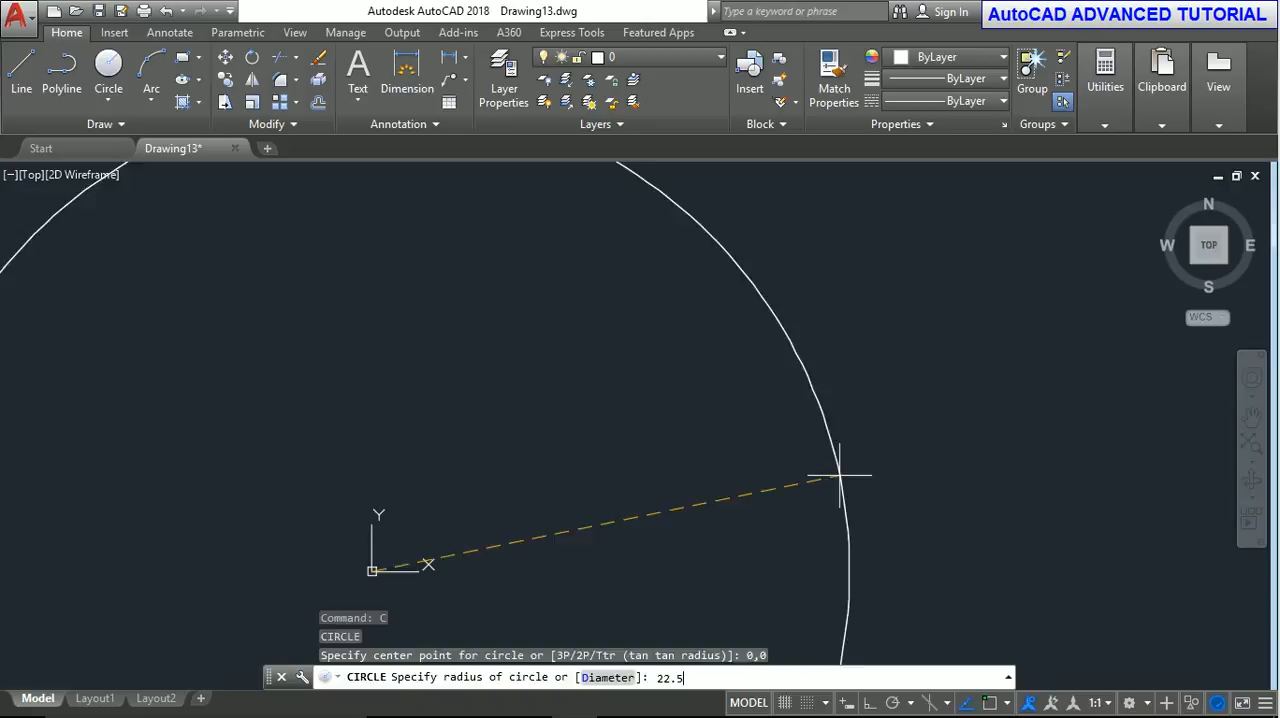 Autodesk AutoCAD 2018 Drawing13.dwg
Type a keyword or phrase
Sign In
AutoCAD ADVANCED TUTORIAL
Home Insert Annotate Parametric View Manage Output Add-ins A360 Express Tools Featured Apps
Line Polyline Circle Arc
Text Dimension
Layer Properties
0
Insert
Match Properties
ByLayer
ByLayer
ByLayer
Group
Utilities
Clipboard
View
Draw Modify Annotation Layers Block Properties Groups
Start Drawing13*
[−][Top][2D Wireframe]
N
W TOP E
S
WCS
Y
X
Command: C
CIRCLE
Specify center point for circle or [3P/2P/Ttr (tan tan radius)]: 0,0
CIRCLE Specify radius of circle or [Diameter]: 22.5
Model Layout1 Layout2 +
MODEL 1:1